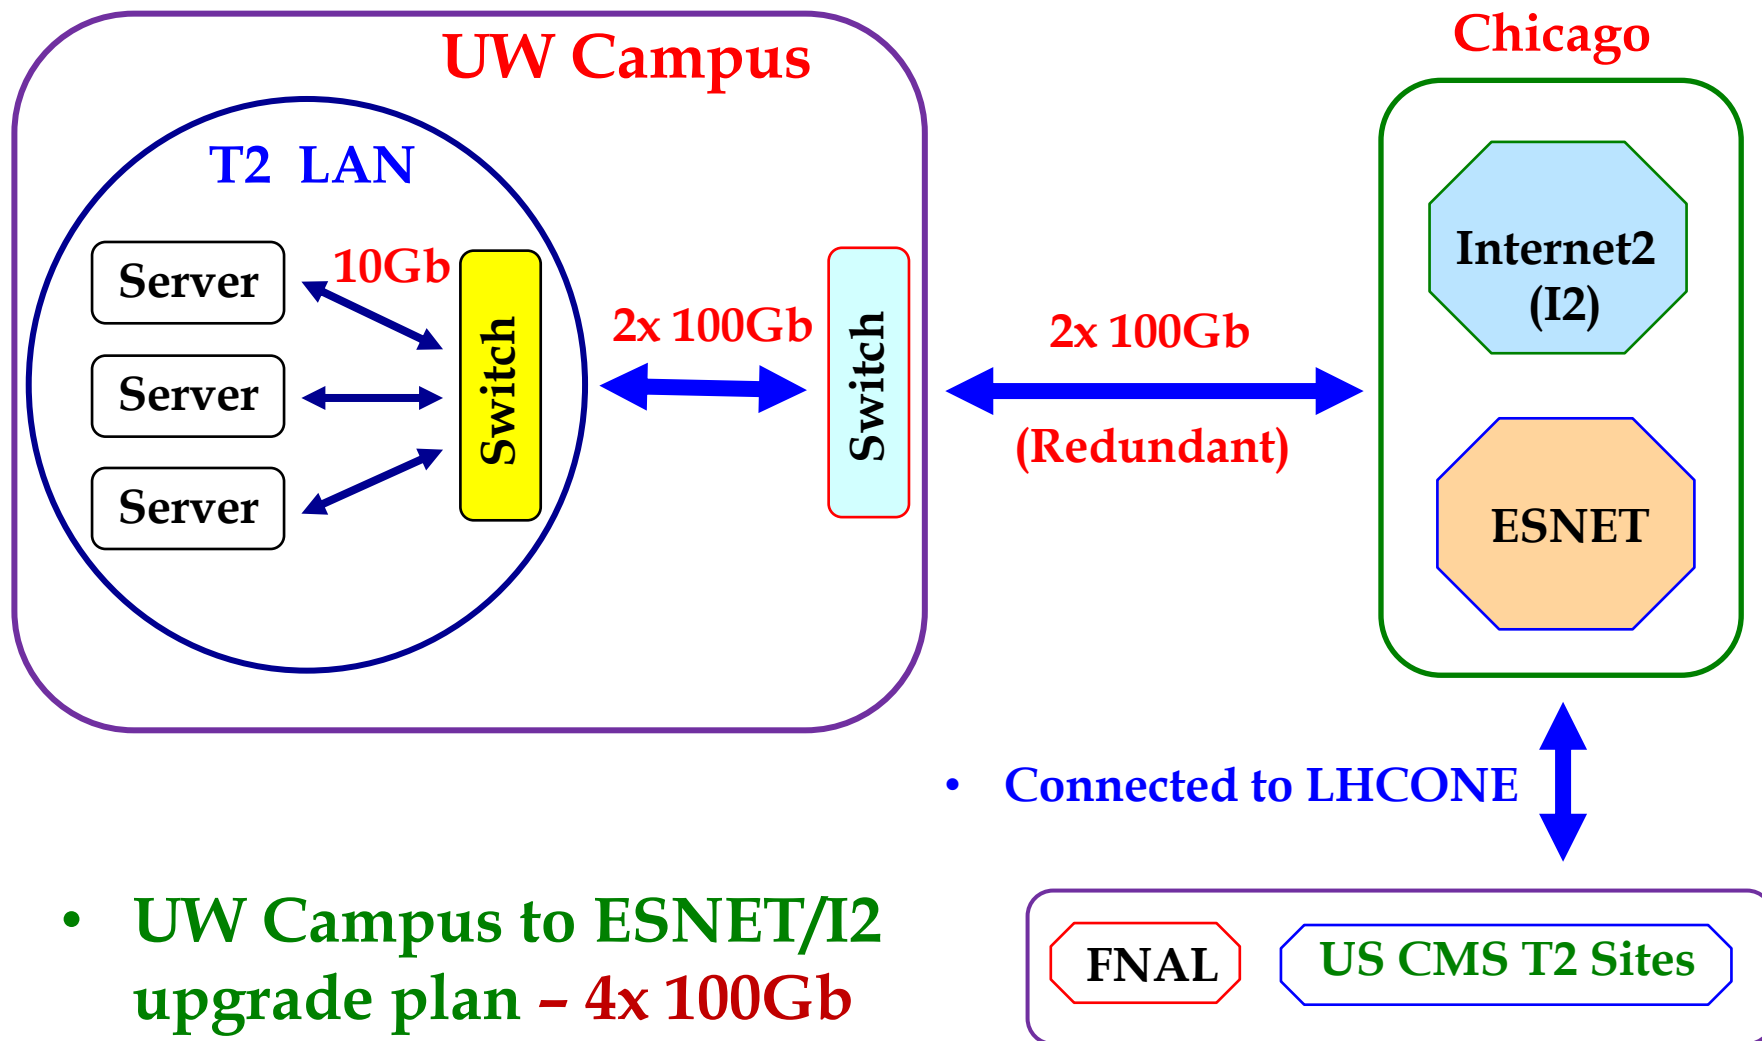 UW Campus
Chicago
T2 LAN
Server
10Gb
Server
Server
Switch
2x 100Gb
Switch
2x 100Gb
(Redundant)
Internet2
(I2)
ESNET
• Connected to LHCONE
• UW Campus to ESNET/I2
upgrade plan – 4x 100Gb
FNAL
US CMS T2 Sites